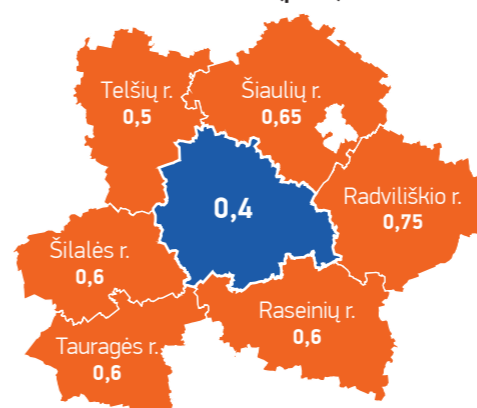 Telšių r.
0,5
Šiaulių r.
0,65
0,4
Radviliškio r.
0,75
Šilalės r.
0,6
Raseinių r.
0,6
Tauragės r.
0,6